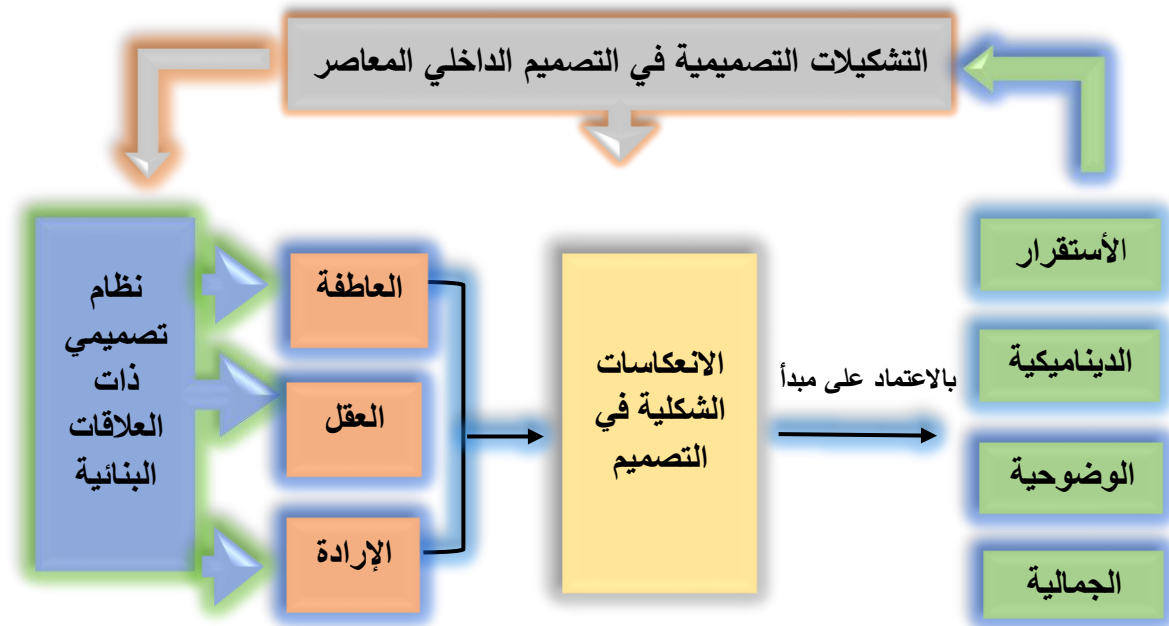 التشكيلات التصميمية في التصميم الداخلي المعاصر
نظام
تصميمي
ذات
العلاقات
البنائية
العاطفة
العقل
الإرادة
الانعكاسات
الشكلية في
التصميم
بالاعتماد على مبدأ
الأستقرار
الديناميكية
الوضوحية
الجمالية